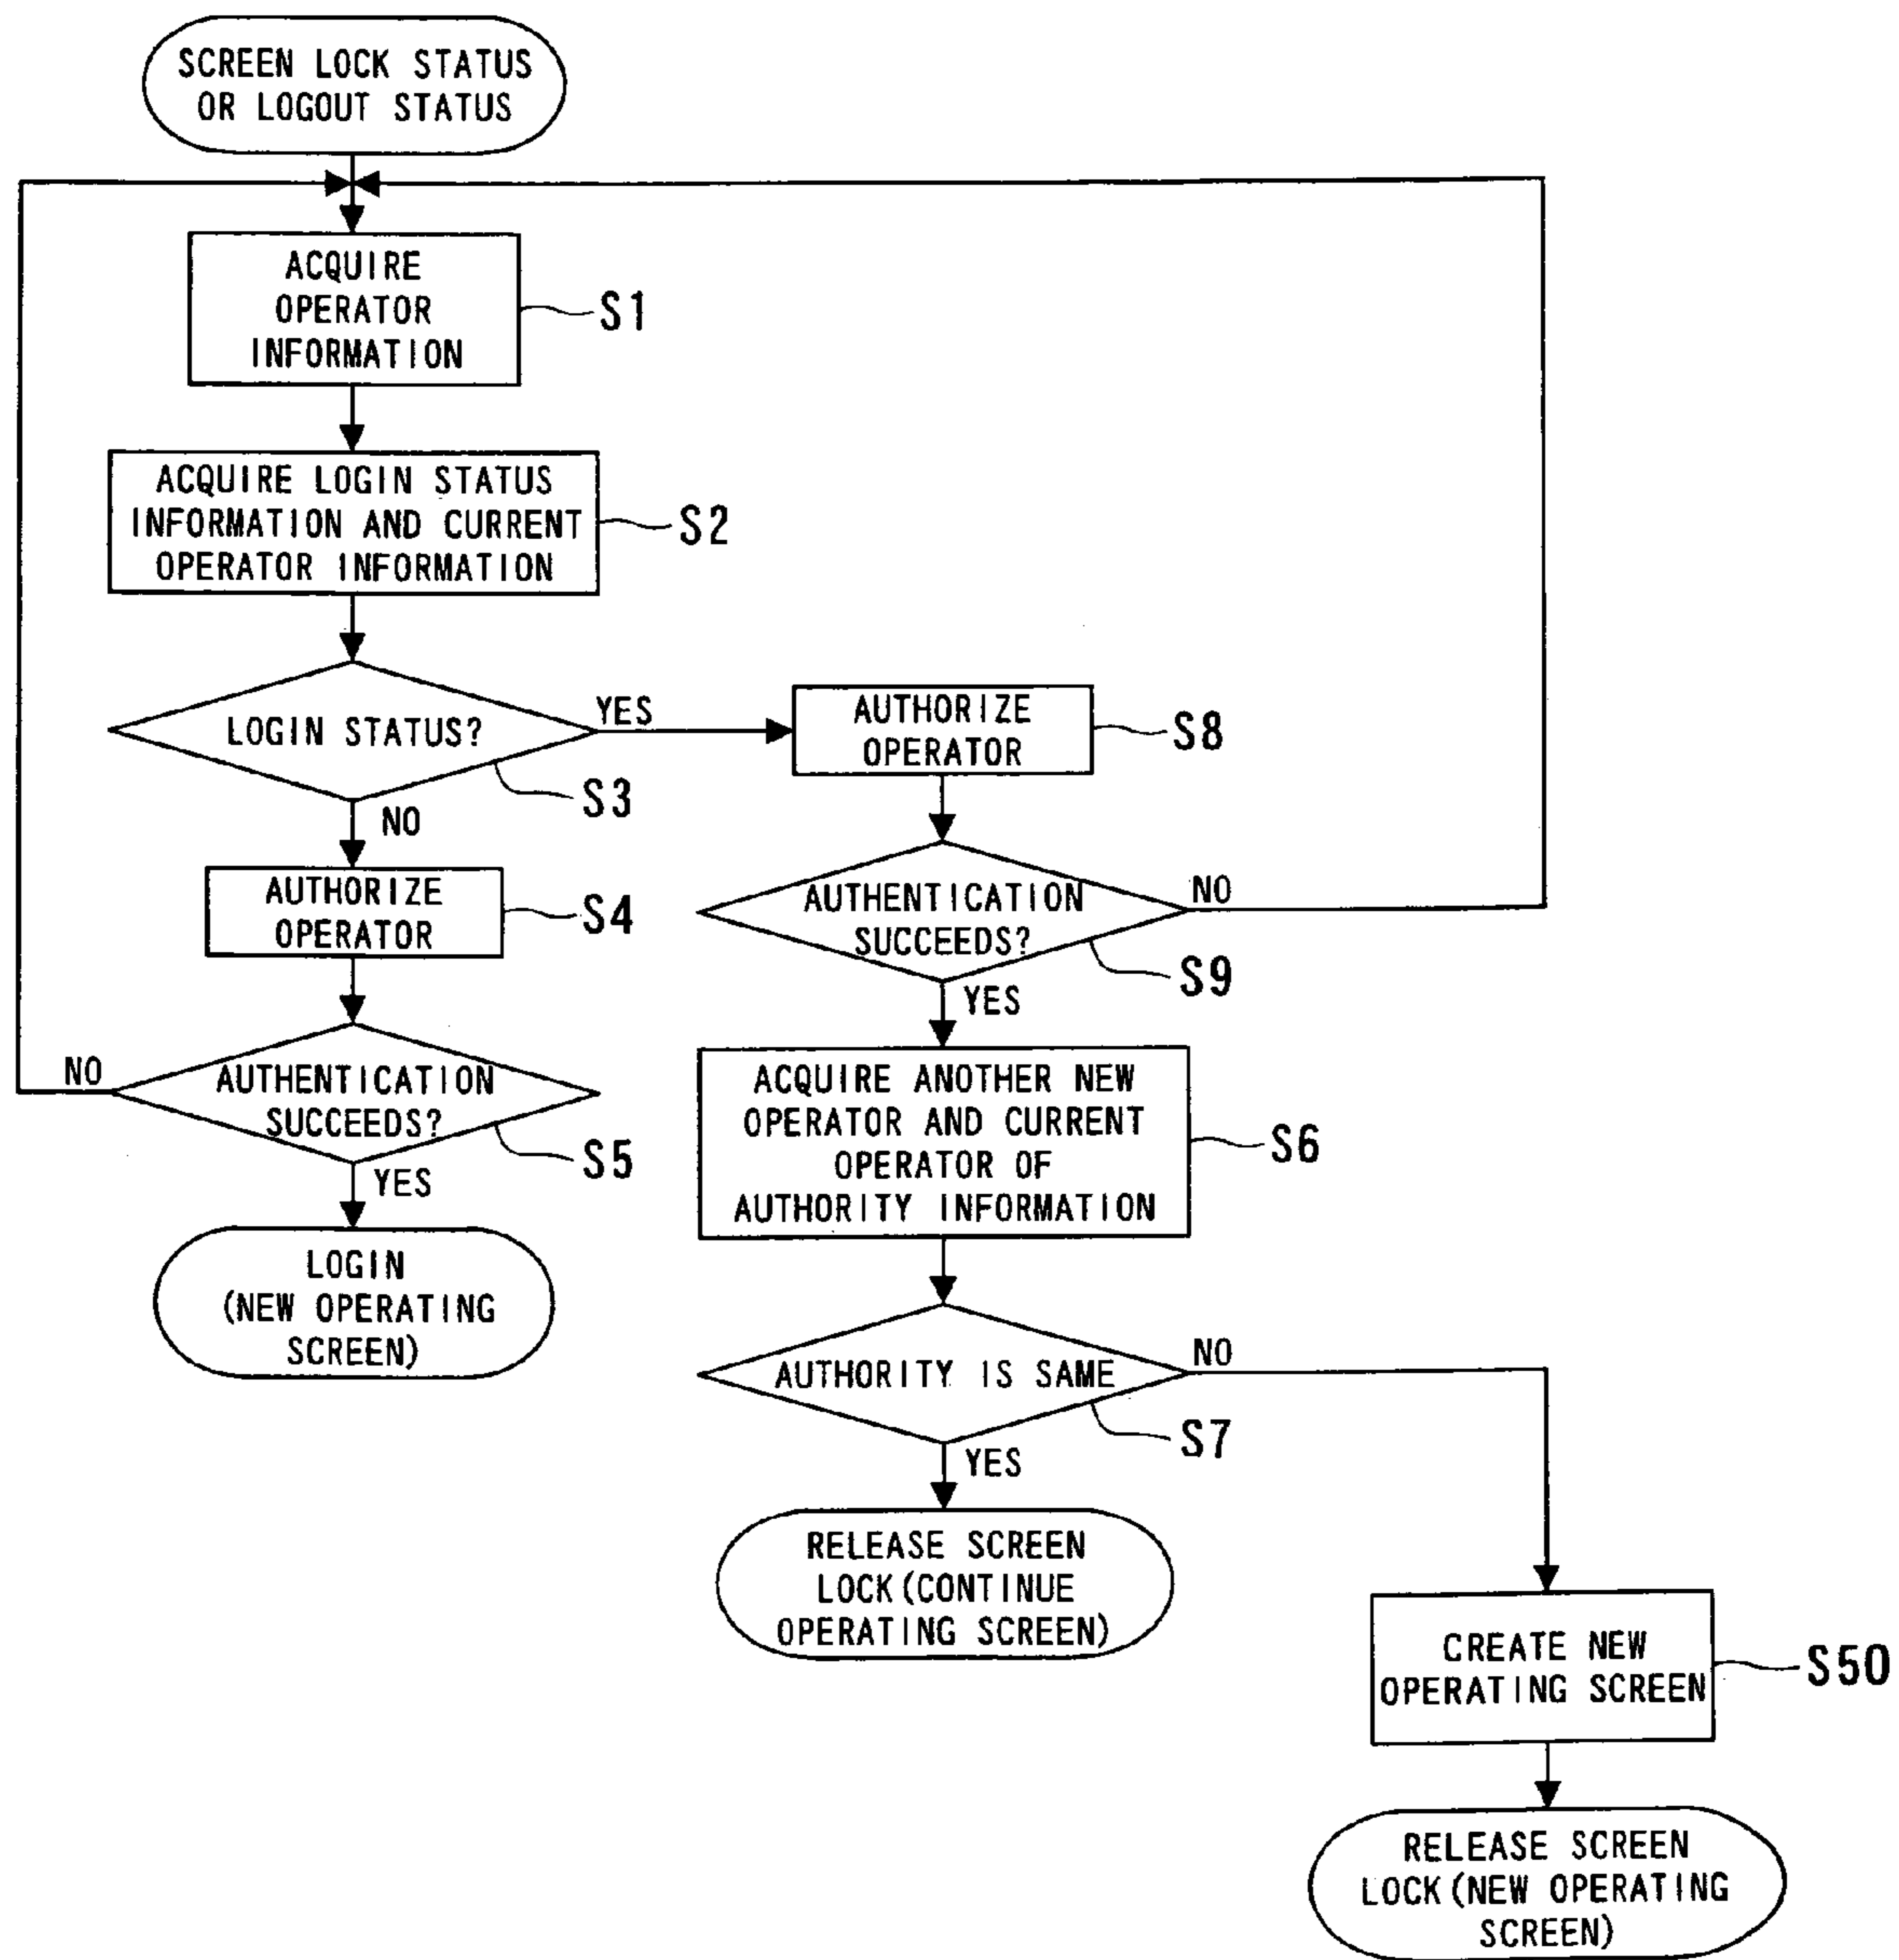 SCREEN LOCK STATUS
OR LOGOUT STATUS
ACQUIRE
OPERATOR
INFORMATION
S1
ACQUIRE LOGIN STATUS
INFORMATION AND CURRENT
OPERATOR INFORMATION
S2
LOGIN STATUS?
YES
S3
NO
AUTHORIZE
OPERATOR
S8
AUTHORIZE
OPERATOR
S4
AUTHENTICATION
SUCCEEDS?
NO
S9
YES
AUTHENTICATION
SUCCEEDS?
NO
S5
YES
LOGIN
(NEW OPERATING
SCREEN)
ACQUIRE ANOTHER NEW
OPERATOR AND CURRENT
OPERATOR OF
AUTHORITY INFORMATION
S6
AUTHORITY IS SAME
NO
S7
YES
RELEASE SCREEN
LOCK(CONTINUE
OPERATING SCREEN)
CREATE NEW
OPERATING SCREEN
S50
RELEASE SCREEN
LOCK(NEW OPERATING
SCREEN)